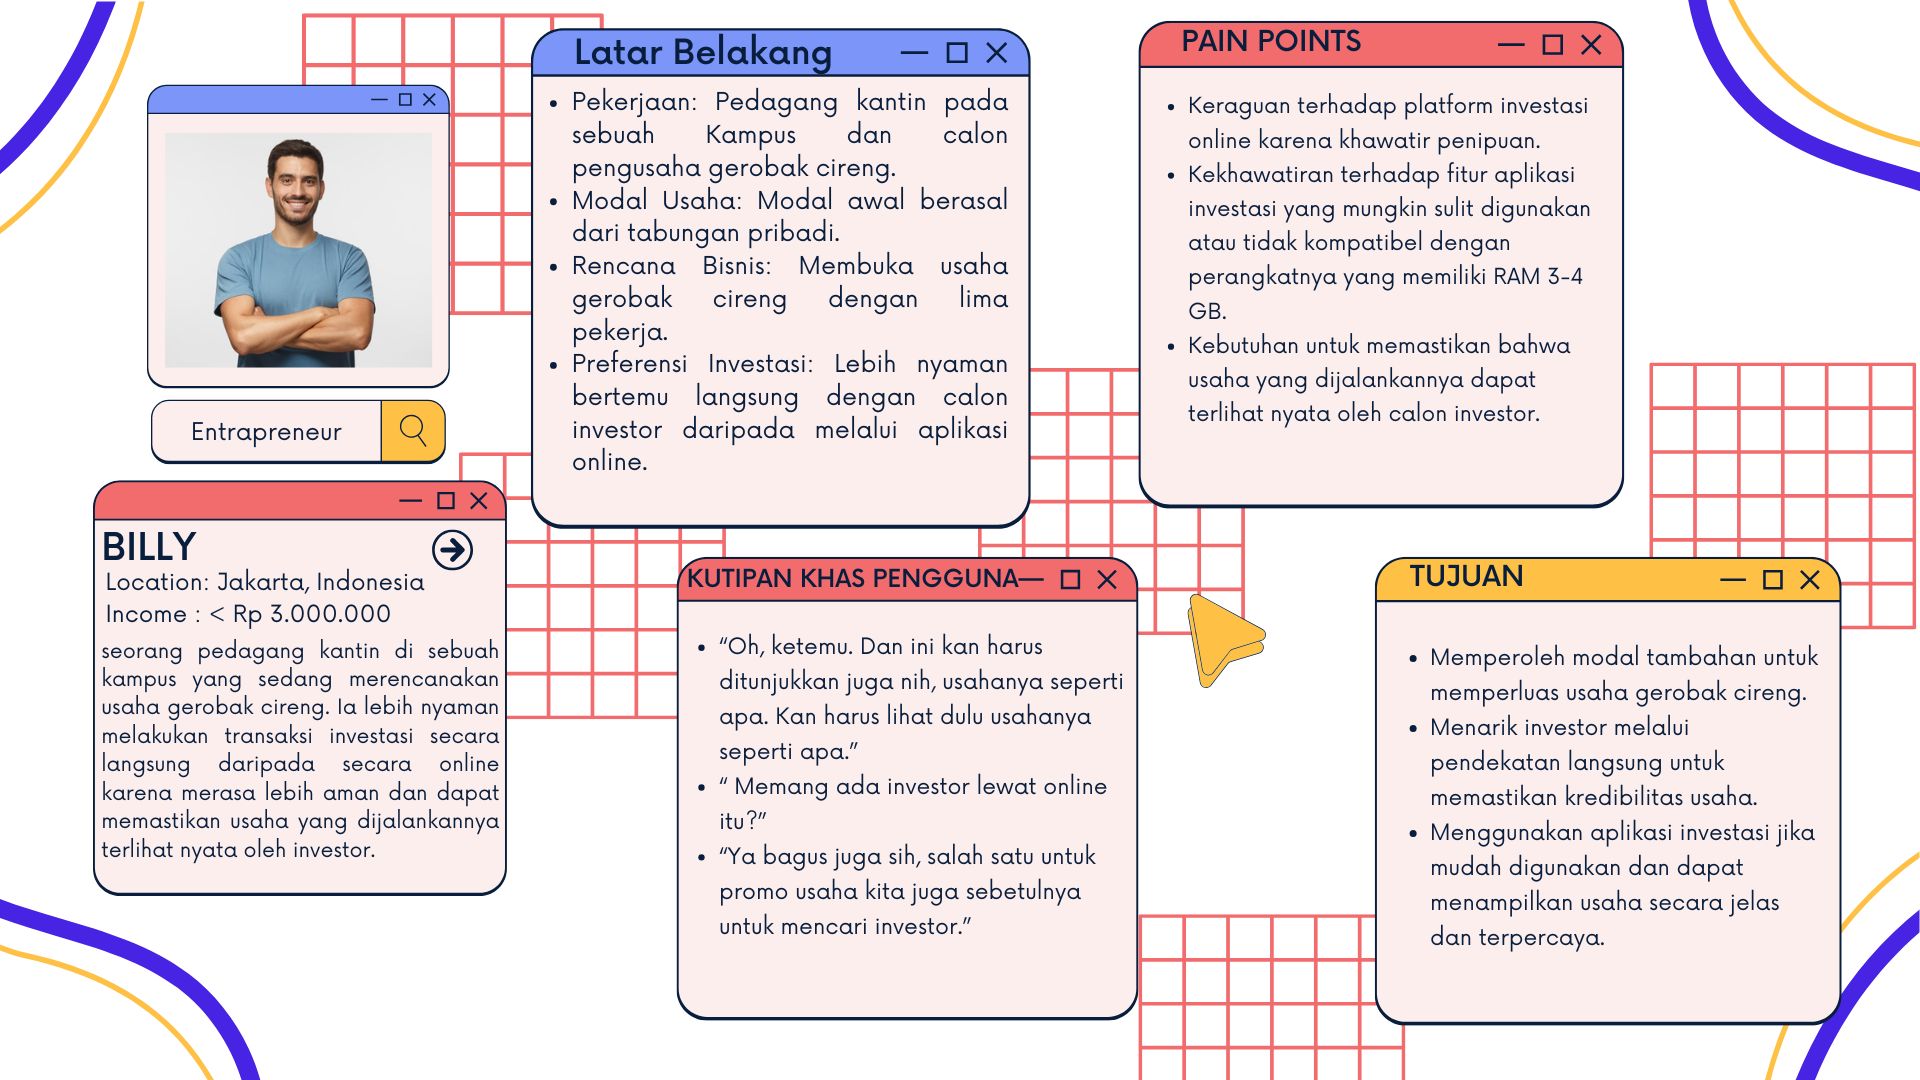 Latar Belakang
Pekerjaan: Pedagang kantin pada
sebuah Kampus dan calon
pengusaha gerobak cireng.
Modal Usaha: Modal awal berasal
dari tabungan pribadi.
Rencana Bisnis: Membuka usaha
gerobak cireng dengan lima
pekerja.
Preferensi Investasi: Lebih nyaman
bertemu langsung dengan calon
investor daripada melalui aplikasi
online.
PAIN POINTS
Keraguan terhadap platform investasi
online karena khawatir penipuan.
Kekhawatiran terhadap fitur aplikasi
investasi yang mungkin sulit digunakan
atau tidak kompatibel dengan
perangkatnya yang memiliki RAM 3-4
GB.
Kebutuhan untuk memastikan bahwa
usaha yang dijalankannya dapat
terlihat nyata oleh calon investor.
Entrapreneur
BILLY
Location: Jakarta, Indonesia
Income : < Rp 3.000.000
seorang pedagang kantin di sebuah
kampus yang sedang merencanakan
usaha gerobak cireng. Ia lebih nyaman
melakukan transaksi investasi secara
langsung daripada secara online
karena merasa lebih aman dan dapat
memastikan usaha yang dijalankannya
terlihat nyata oleh investor.
KUTIPAN KHAS PENGGUNA
“Oh, ketemu. Dan ini kan harus
ditunjukkan juga nih, usahanya seperti
apa. Kan harus lihat dulu usahanya
seperti apa.”
“ Memang ada investor lewat online
itu?”
“Ya bagus juga sih, salah satu untuk
promo usaha kita juga sebetulnya
untuk mencari investor.”
TUJUAN
Memperoleh modal tambahan untuk
memperluas usaha gerobak cireng.
Menarik investor melalui
pendekatan langsung untuk
memastikan kredibilitas usaha.
Menggunakan aplikasi investasi jika
mudah digunakan dan dapat
menampilkan usaha secara jelas
dan terpercaya.